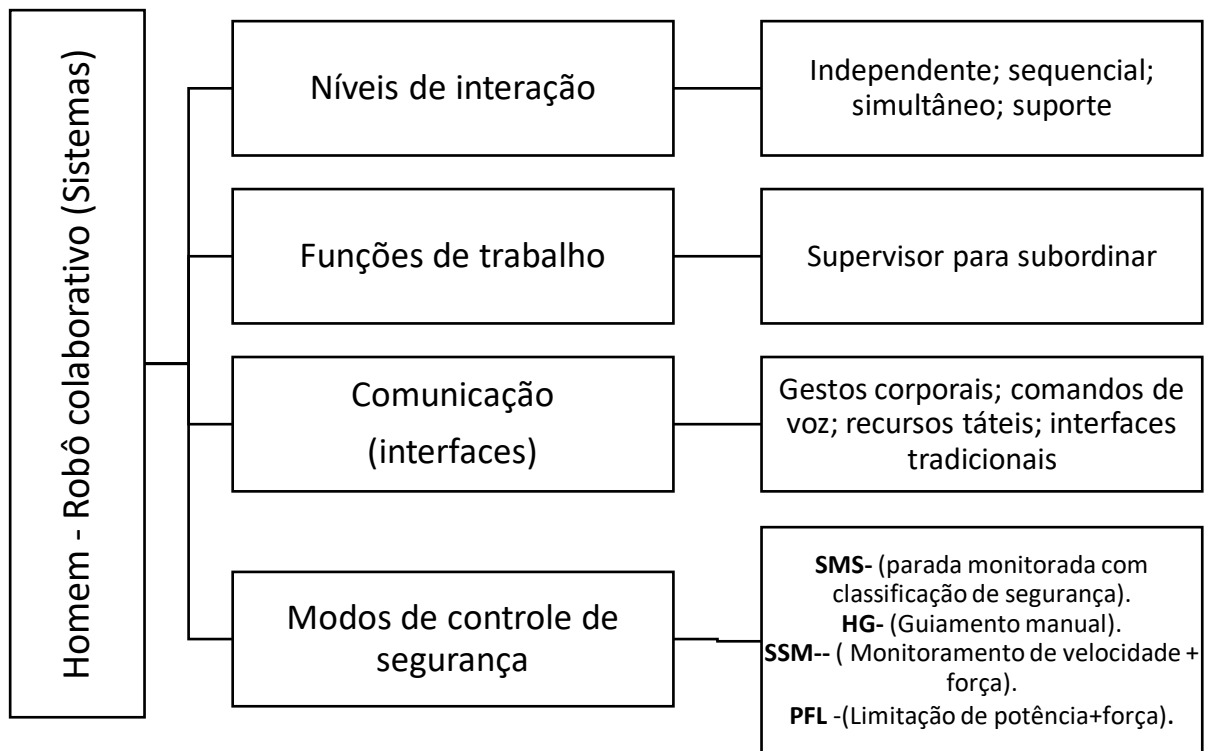 Homem - Robô colaborativo (Sistemas)
Níveis de interação
Independente; sequencial;
simultâneo; suporte
Funções de trabalho
Supervisor para subordinar
Comunicação
(interfaces)
Gestos corporais; comandos de
voz; recursos táteis; interfaces
tradicionais
Modos de controle de
segurança
SMS- (parada monitorada com
classificação de segurança).
HG- (Guiamento manual).
SSM-- ( Monitoramento de velocidade +
força).
PFL -(Limitação de potência+força).